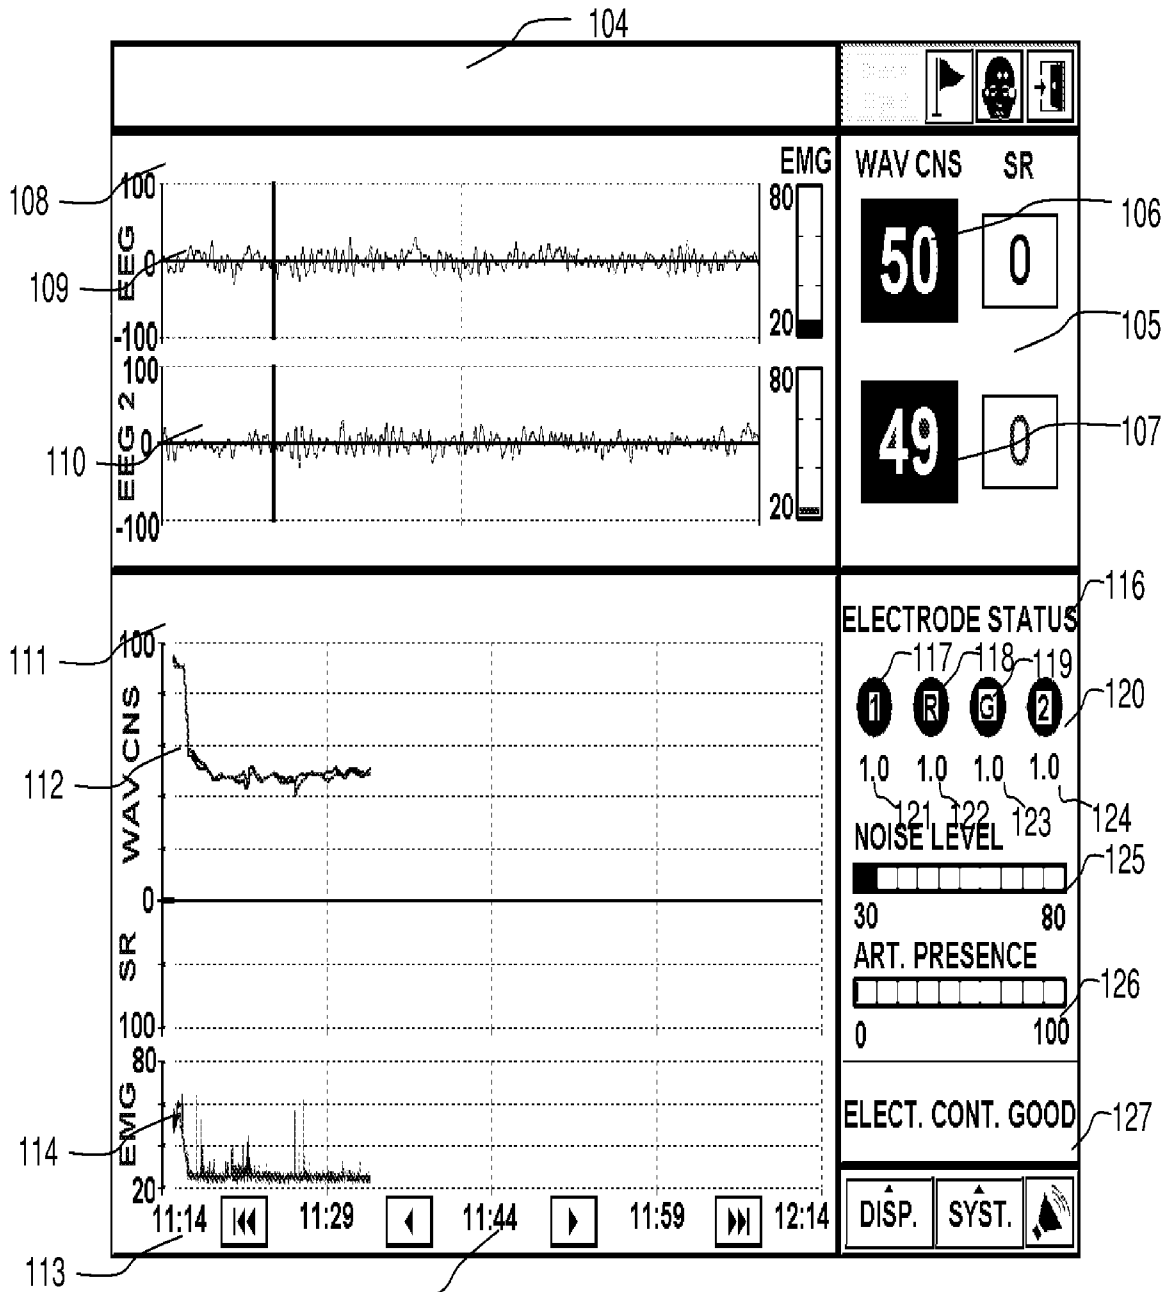 104
EMG WAV CNS SR
108
100 80
106
EEG 0 50 0
109
20
105
-100
100 80
EEG 2 0 49 0
107
110
20
-100
116
ELECTRODE STATUS
111 100
117 118 119
1 R G 2
120
WAV CNS
112
1.0 1.0 1.0 1.0
121 122 123 124
NOISE LEVEL
125
0
30 80
SR
ART. PRESENCE
126
100
0 100
80
EMG
114
ELECT. CONT. GOOD
127
20
11:14 11:29 11:44 11:59 12:14
DISP. SYST.
113